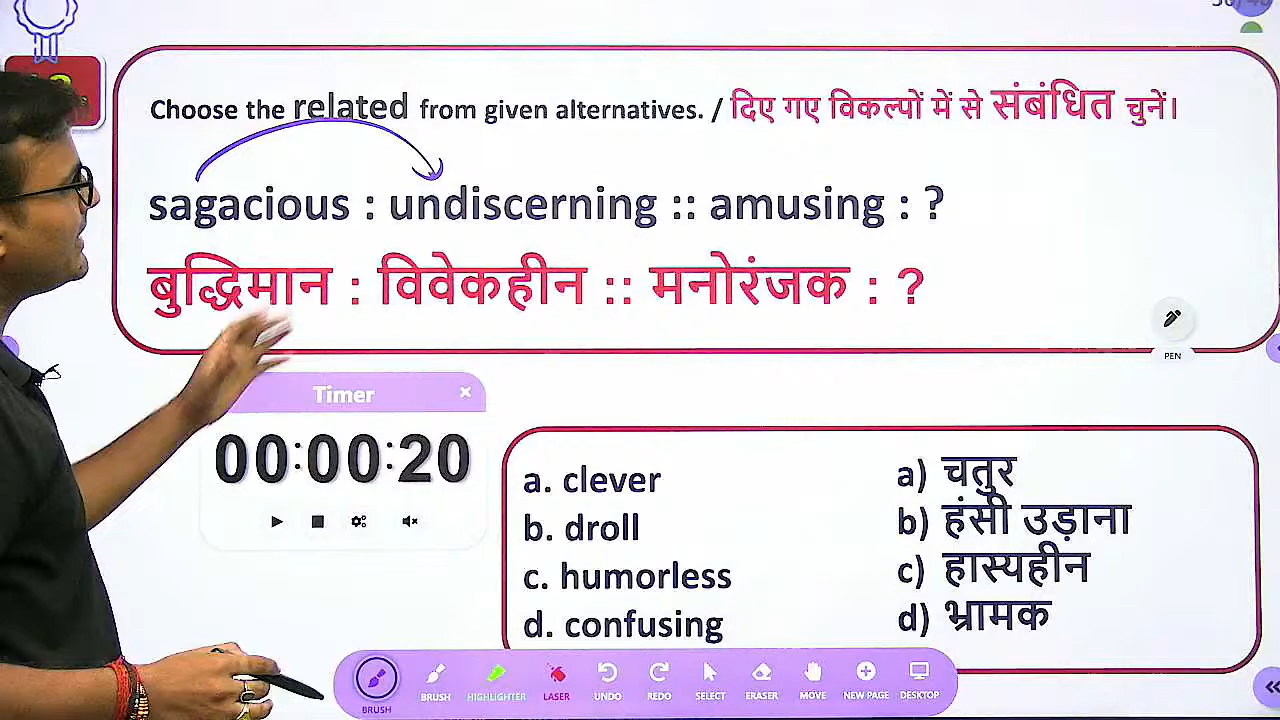 Choose the related from given alternatives. / दिए गए विकल्पों में से संबंधित चुनें।
sagacious : undiscerning :: amusing : ?
बुद्धिमान : विवेकहीन :: मनोरंजक : ?
PEN
Timer ×
00:00:20
a. clever
b. droll
c. humorless
d. confusing
a) चतुर
b) हंसी उड़ाना
c) हास्यहीन
d) भ्रामक
BRUSH BRUSH HIGHLIGHTER LASER UNDO REDO SELECT ERASER MOVE NEW PAGE DESKTOP